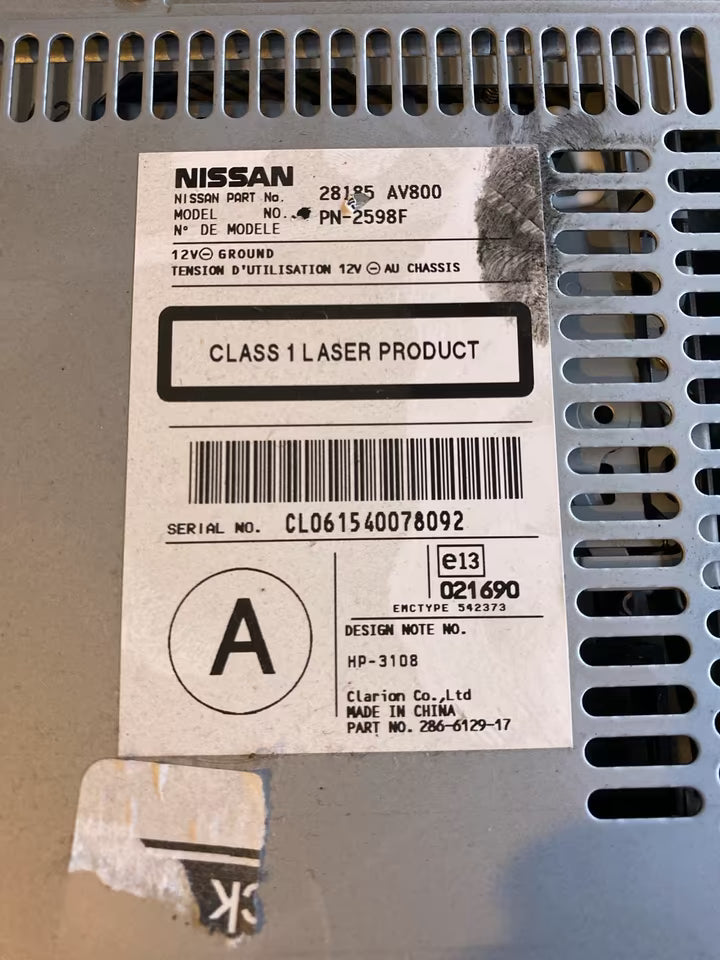 NISSAN
NISSAN PART No. 28185 AV800
MODEL NO. PN-2598F
N° DE MODELE
12V⊖ GROUND
TENSION D'UTILISATION 12V ⊖ AU CHASSIS
CLASS 1 LASER PRODUCT
SERIAL NO. CL061540078092
A
e13
021690
EMCTYPE 542373
DESIGN NOTE NO.
HP-3108
Clarion Co.,Ltd
MADE IN CHINA
PART NO. 286-6129-17